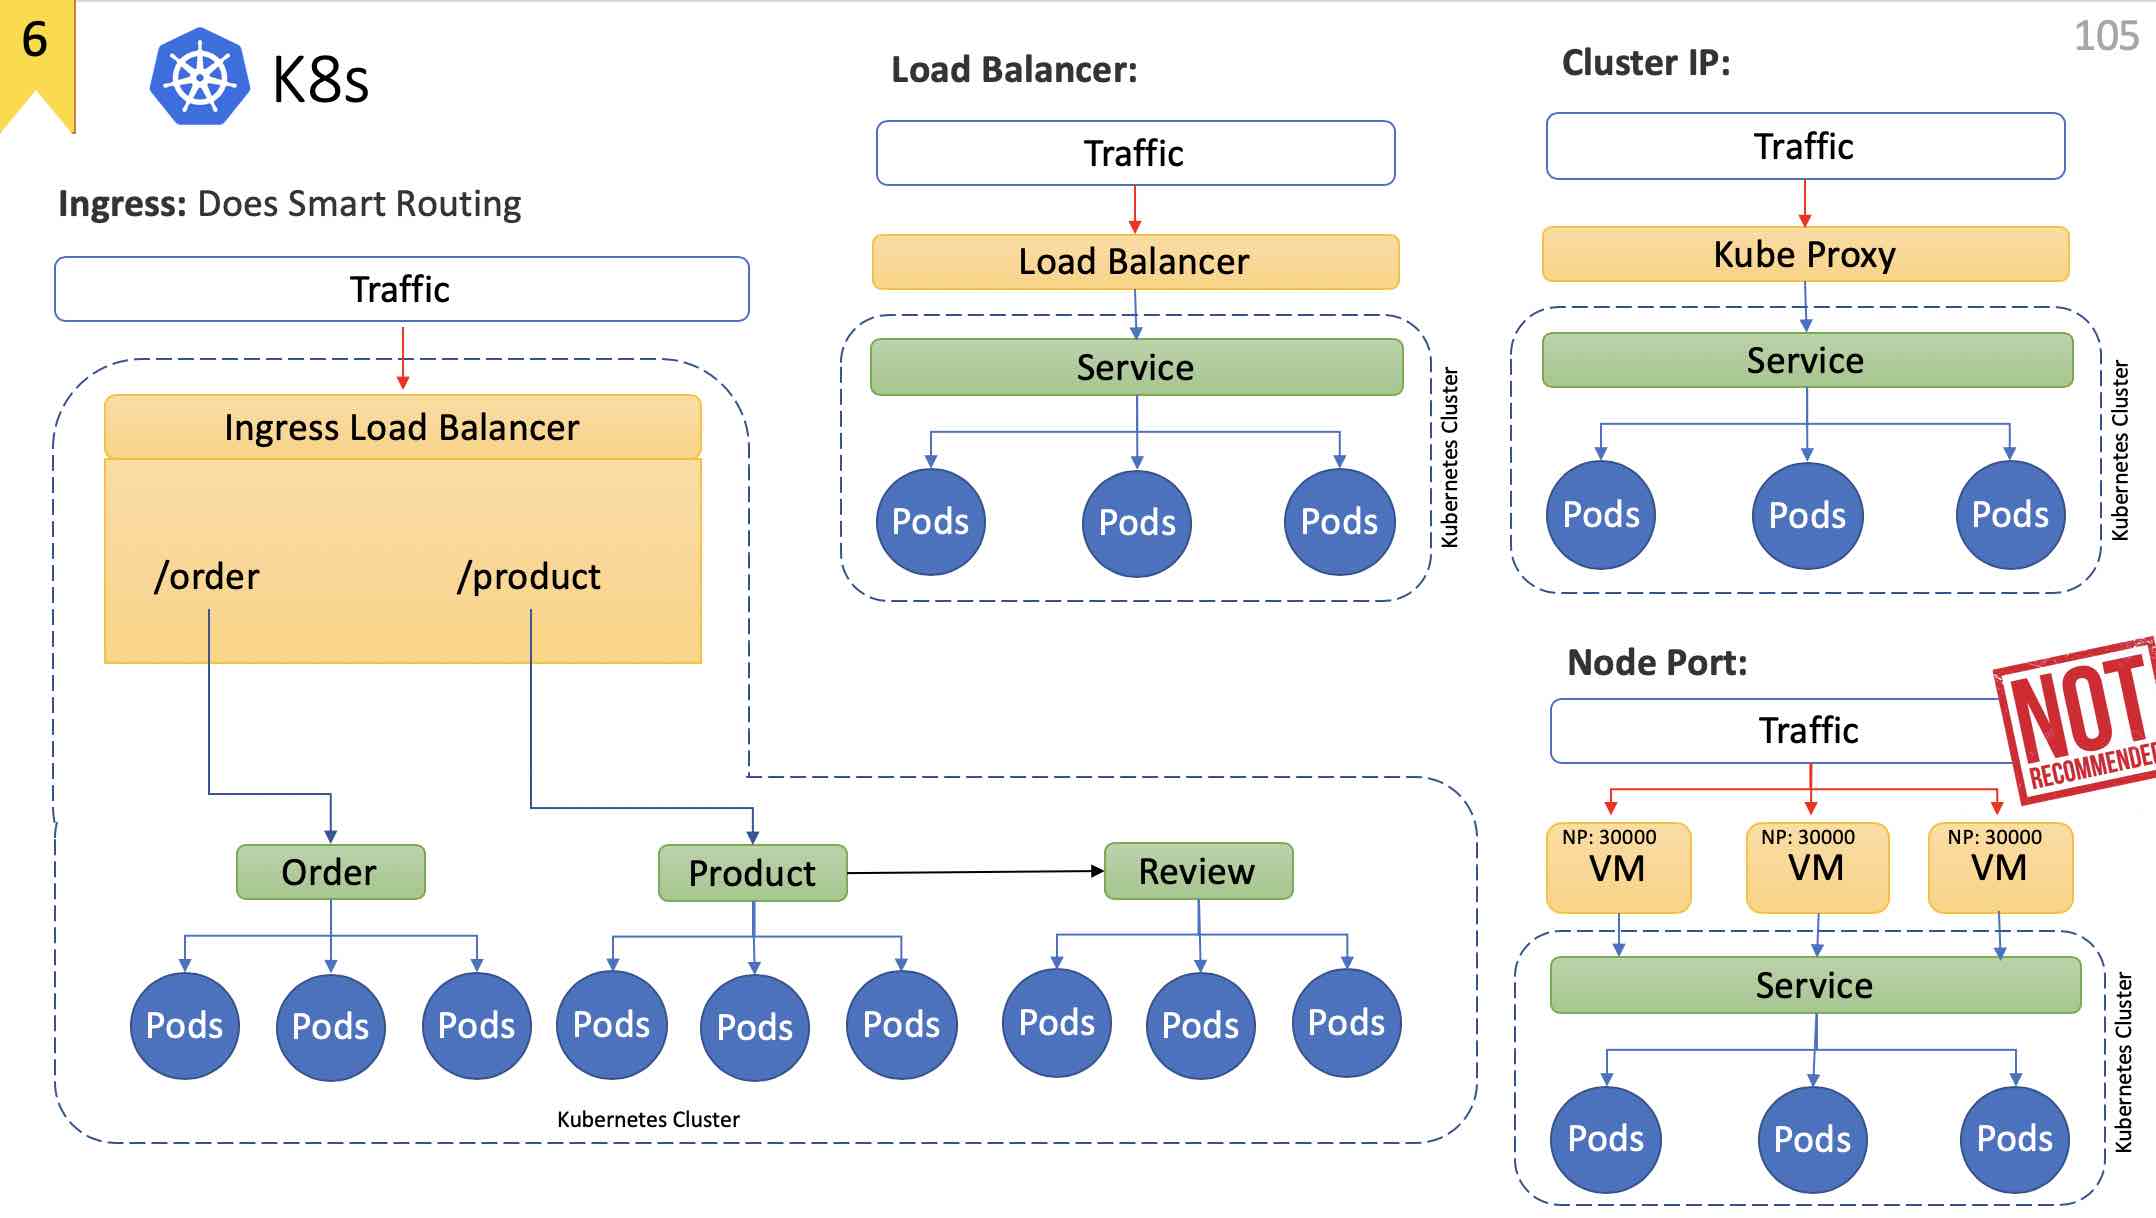 6
K8s
105
Ingress: Does Smart Routing
Traffic
Ingress Load Balancer
/order
/product
Order
Product
Review
Pods
Pods
Pods
Pods
Pods
Pods
Pods
Pods
Pods
Kubernetes Cluster
Load Balancer:
Traffic
Load Balancer
Service
Pods
Pods
Pods
Kubernetes Cluster
Cluster IP:
Traffic
Kube Proxy
Service
Pods
Pods
Pods
Kubernetes Cluster
Node Port:
NOT
RECOMMENDED
Traffic
NP: 30000
VM
NP: 30000
VM
NP: 30000
VM
Service
Pods
Pods
Pods
Kubernetes Cluster